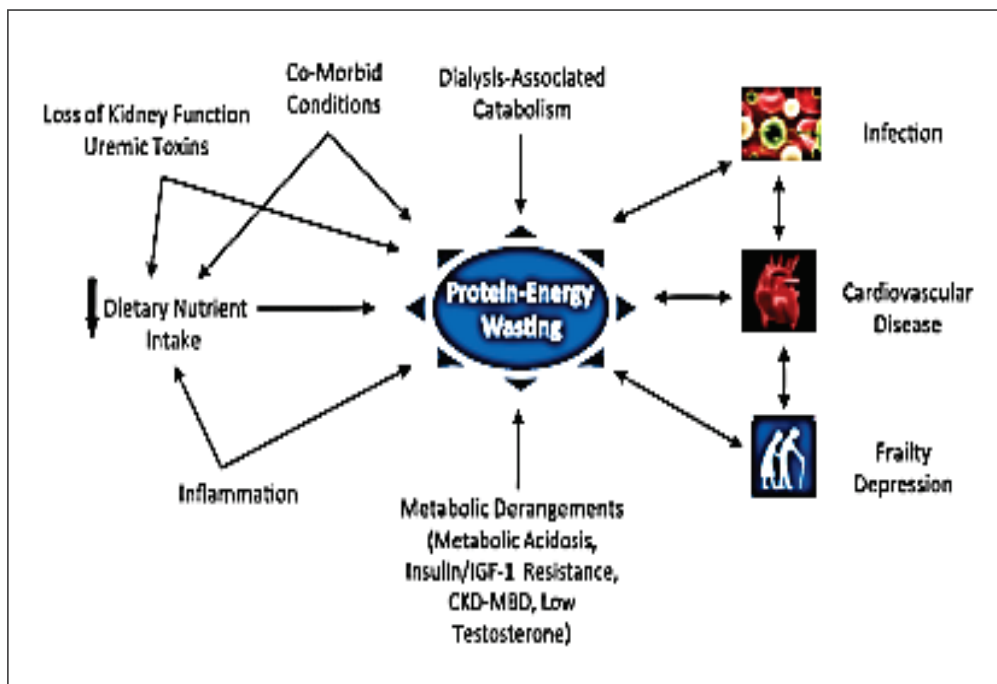 Co-Morbid
Conditions
Dialysis-Associated
Catabolism
Loss of Kidney Function
Uremic Toxins
Infection
Dietary Nutrient
Intake
Protein-Energy
Wasting
Cardiovascular
Disease
Inflammation
Frailty
Depression
Metabolic Derangements
(Metabolic Acidosis,
Insulin/IGF-1 Resistance,
CKD-MBD, Low
Testosterone)